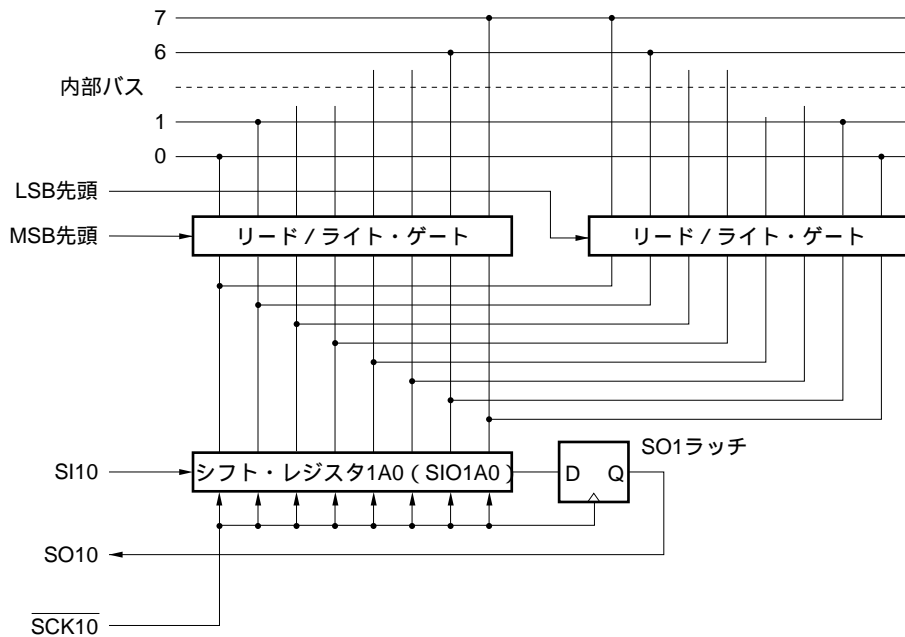 7
6
内部バス
1
0
LSB先頭
MSB先頭
リード／ライト・ゲート
リード／ライト・ゲート
SO1ラッチ
SI10
シフト・レジスタ1A0（SIO1A0）
D Q
SO10
SCK10